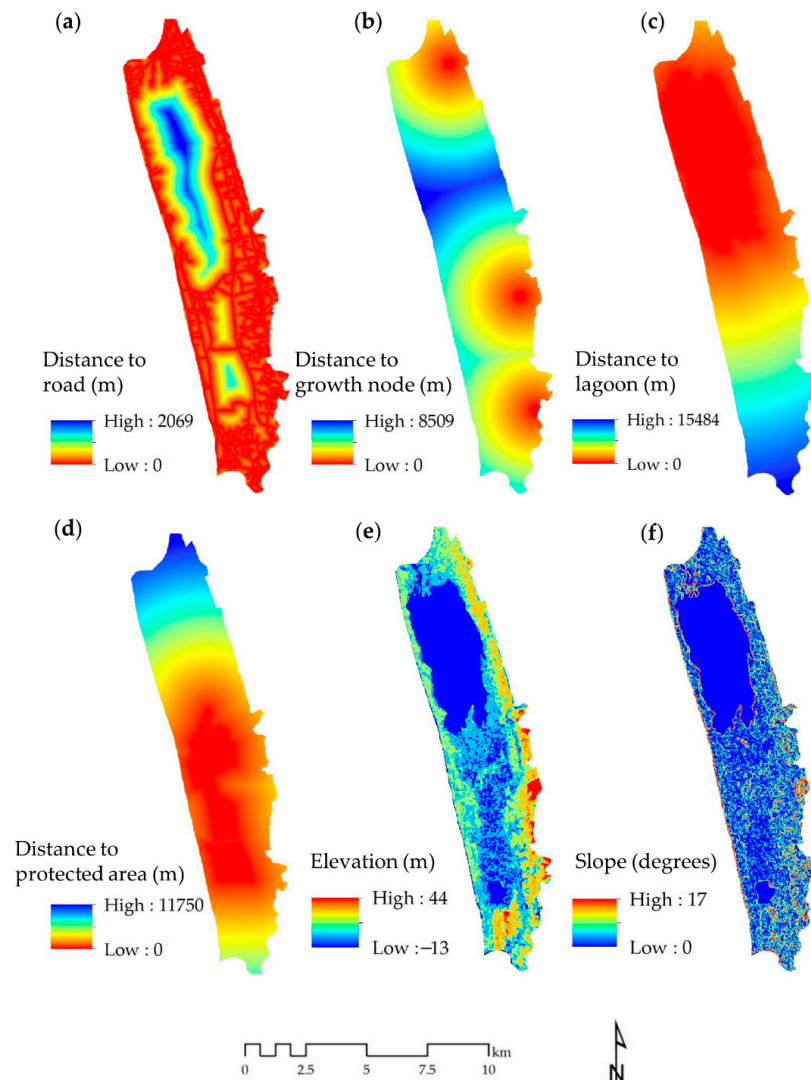 (a)
(b)
(c)
Distance to
road (m)
High : 2069
Low : 0
Distance to
growth node (m)
High : 8509
Low : 0
Distance to
lagoon (m)
High : 15484
Low : 0
(d)
(e)
(f)
Distance to
protected area (m)
High : 11750
Low : 0
Elevation (m)
High : 44
Low :−13
Slope (degrees)
High : 17
Low : 0
km
0 2.5 5 7.5 10
N